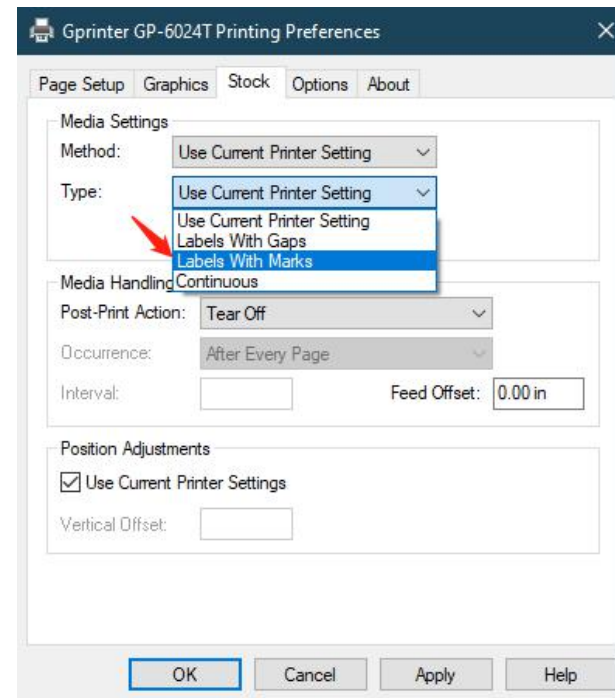 Gprinter GP-6024T Printing Preferences
Page Setup Graphics Stock Options About
Media Settings
Method: Use Current Printer Setting
Type: Use Current Printer Setting
Use Current Printer Setting
Labels With Gaps
Labels With Marks
Continuous
Media Handling
Post-Print Action: Tear Off
Occurrence: After Every Page
Interval: Feed Offset: 0.00 in
Position Adjustments
Use Current Printer Settings
Vertical Offset:
OK Cancel Apply Help